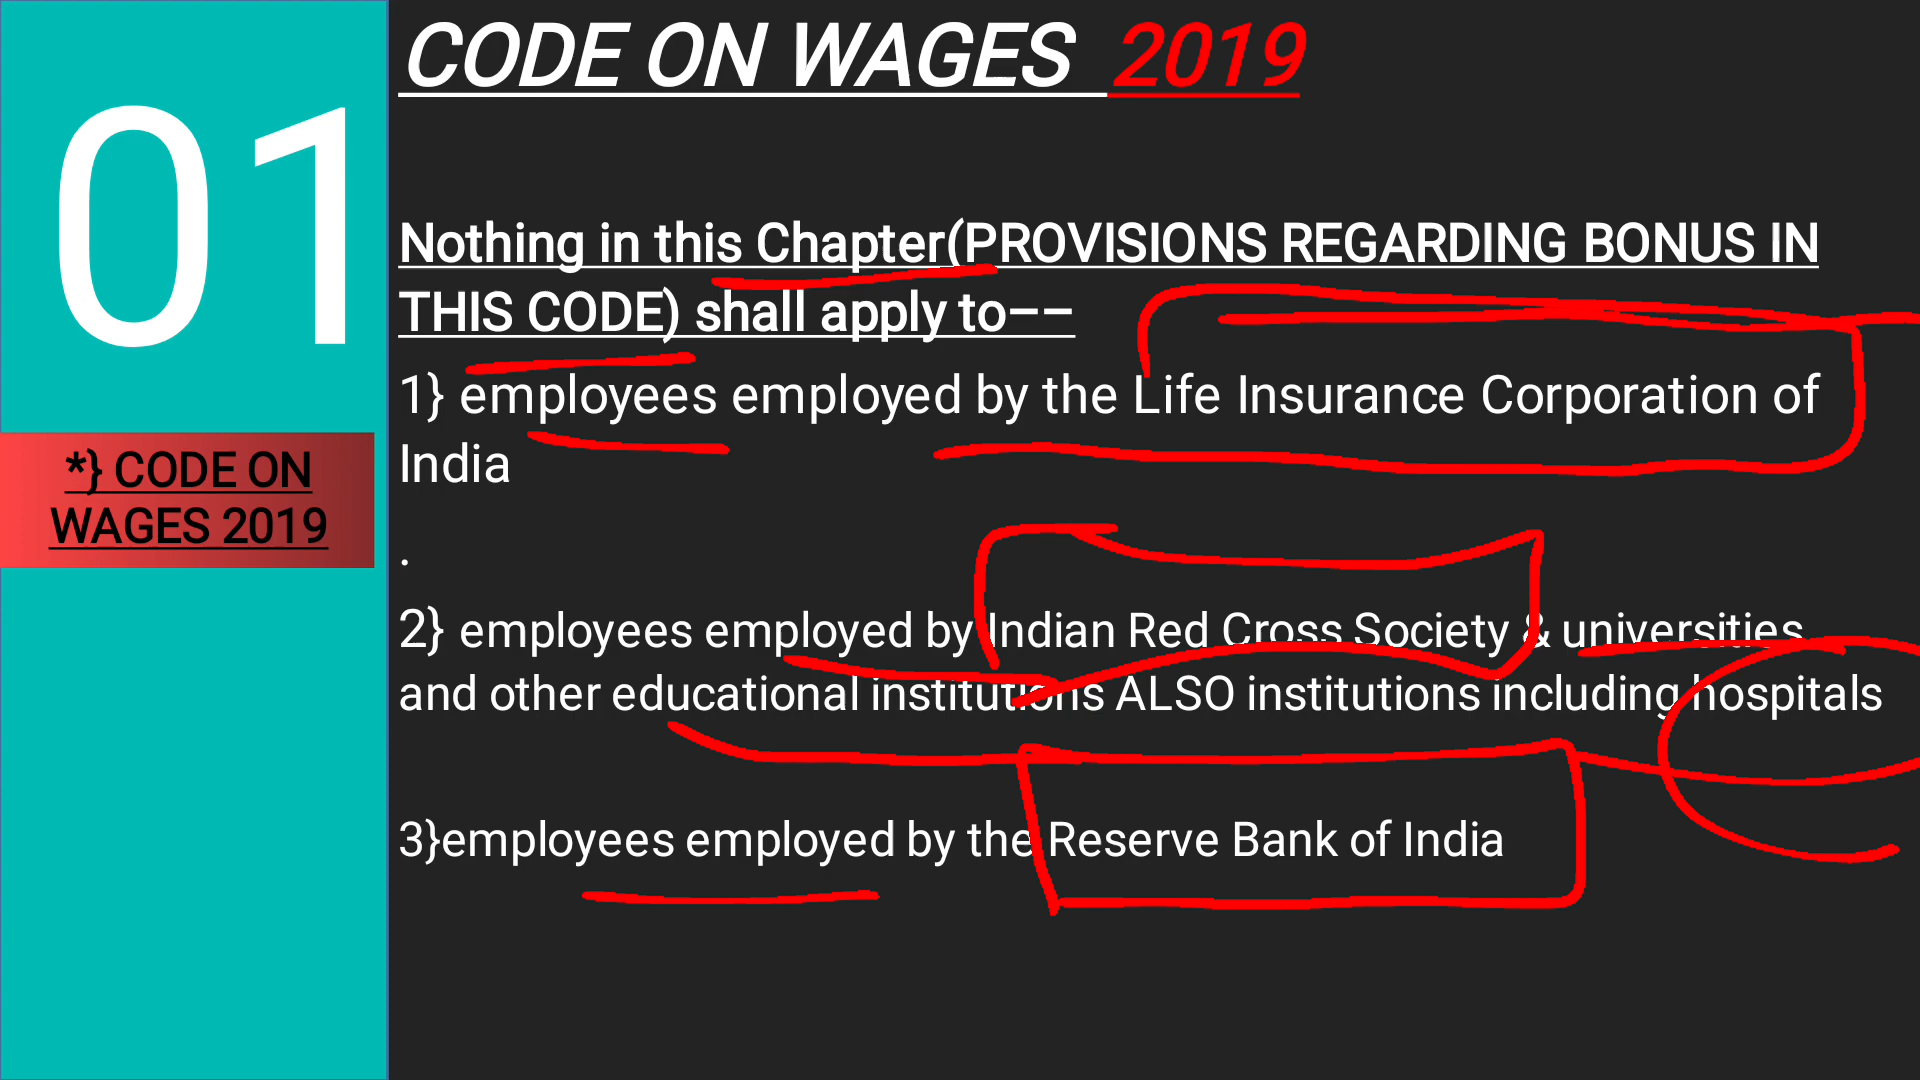 01
*} CODE ON
WAGES 2019
CODE ON WAGES 2019
Nothing in this Chapter(PROVISIONS REGARDING BONUS IN
THIS CODE) shall apply to––
1} employees employed by the Life Insurance Corporation of
India
.
2} employees employed by Indian Red Cross Society & universities
and other educational institutions ALSO institutions including hospitals
3}employees employed by the Reserve Bank of India